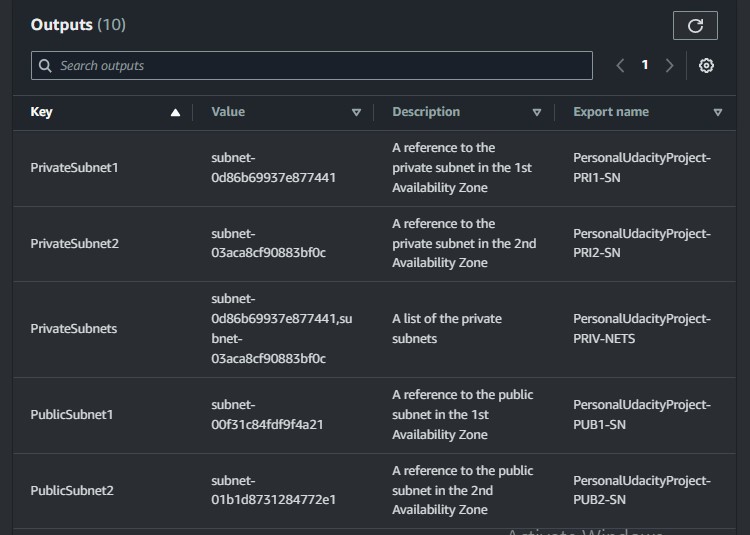 Outputs (10)
Search outputs
1
Key Value Description Export name
PrivateSubnet1
subnet-
0d86b69937e877441
A reference to the
private subnet in the 1st
Availability Zone
PersonalUdacityProject-
PRI1-SN
PrivateSubnet2
subnet-
03aca8cf90883bf0c
A reference to the
private subnet in the 2nd
Availability Zone
PersonalUdacityProject-
PRI2-SN
PrivateSubnets
subnet-
0d86b69937e877441,su
bnet-
03aca8cf90883bf0c
A list of the private
subnets
PersonalUdacityProject-
PRIV-NETS
PublicSubnet1
subnet-
00f31c84fdf9f4a21
A reference to the public
subnet in the 1st
Availability Zone
PersonalUdacityProject-
PUB1-SN
PublicSubnet2
subnet-
01b1d8731284772e1
A reference to the public
subnet in the 2nd
Availability Zone
PersonalUdacityProject-
PUB2-SN
Activate Windows